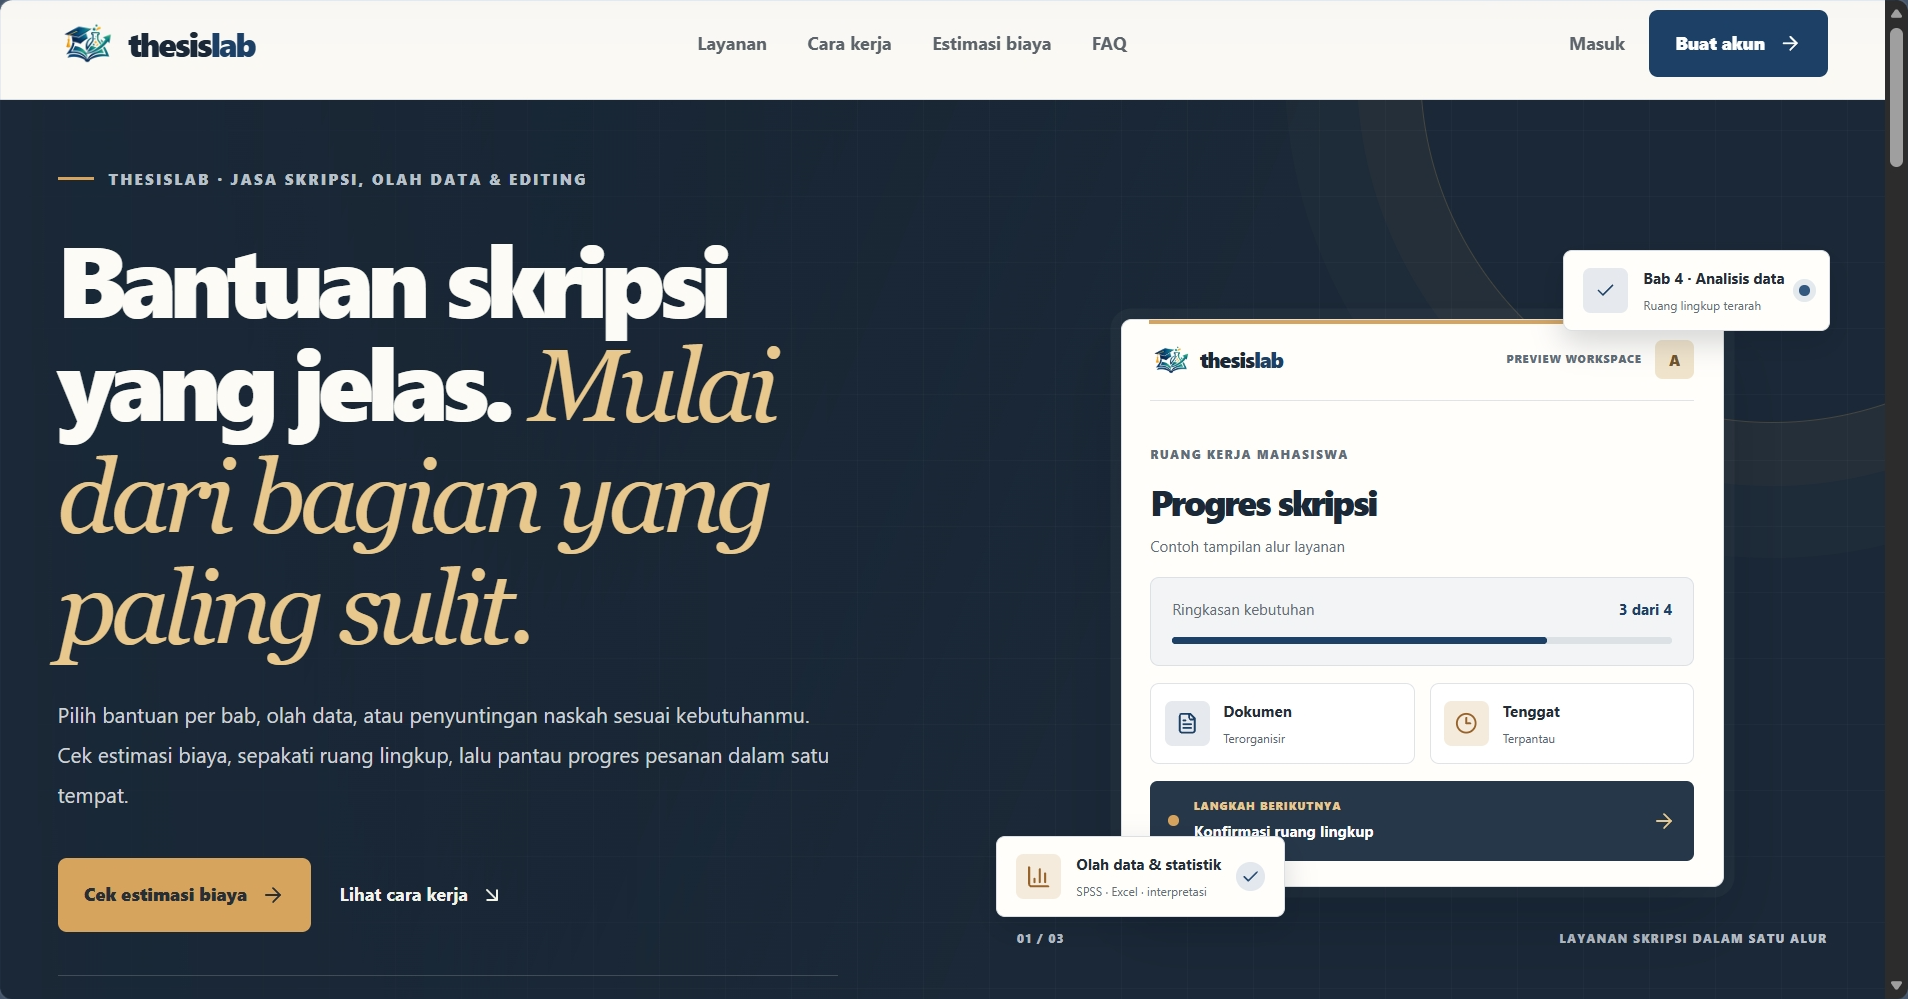 thesislab
Layanan
Cara kerja
Estimasi biaya
FAQ
Masuk
Buat akun
THESISLAB · JASA SKRIPSI, OLAH DATA & EDITING
Bantuan skripsi
yang jelas. Mulai
dari bagian yang
paling sulit.
Pilih bantuan per bab, olah data, atau penyuntingan naskah sesuai kebutuhanmu.
Cek estimasi biaya, sepakati ruang lingkup, lalu pantau progres pesanan dalam satu
tempat.
Cek estimasi biaya
Lihat cara kerja
Bab 4 · Analisis data
Ruang lingkup terarah
thesislab
PREVIEW WORKSPACE
A
RUANG KERJA MAHASISWA
Progres skripsi
Contoh tampilan alur layanan
Ringkasan kebutuhan
3 dari 4
Dokumen
Terorganisir
Tenggat
Terpantau
LANGKAH BERIKUTNYA
Konfirmasi ruang lingkup
Olah data & statistik
SPSS · Excel · interpretasi
01 / 03
LAYANAN SKRIPSI DALAM SATU ALUR